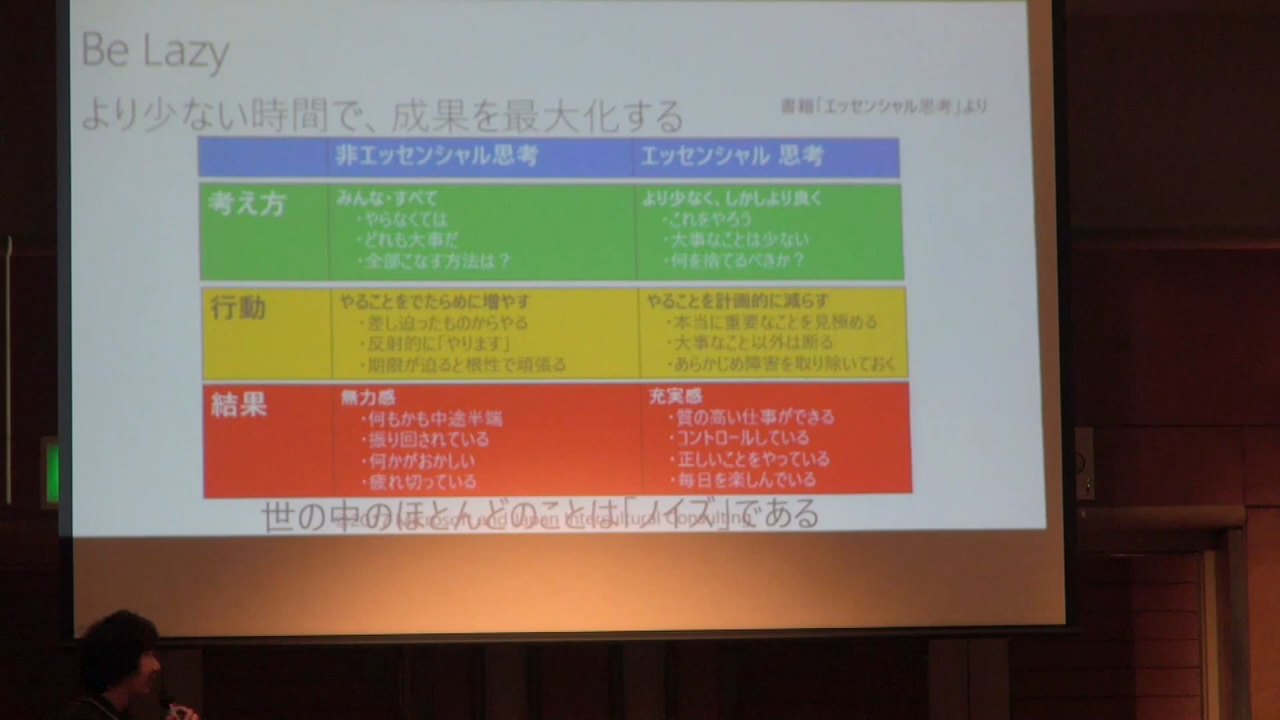 Be Lazy
より少ない時間で、成果を最大化する
書籍「エッセンシャル思考」より
非エッセンシャル思考
エッセンシャル 思考
考え方
みんな・すべて
・やらなくては
・どれも大事だ
・全部こなす方法は？
より少なく、しかしより良く
・これをやろう
・大事なことは少ない
・何を捨てるべきか？
行動
やることをでたらめに増やす
・差し迫ったものからやる
・反射的に「やります」
・期限が迫ると根性で頑張る
やることを計画的に減らす
・本当に重要なことを見極める
・大事なこと以外は断る
・あらかじめ障害を取り除いておく
結果
無力感
・何もかも中途半端
・振り回されている
・何かがおかしい
・疲れ切っている
充実感
・質の高い仕事ができる
・コントロールしている
・正しいことをやっている
・毎日を楽しんでいる
世の中のほとんどのことは「ノイズ」である
Microsoft and Japan Intercultural Consulting